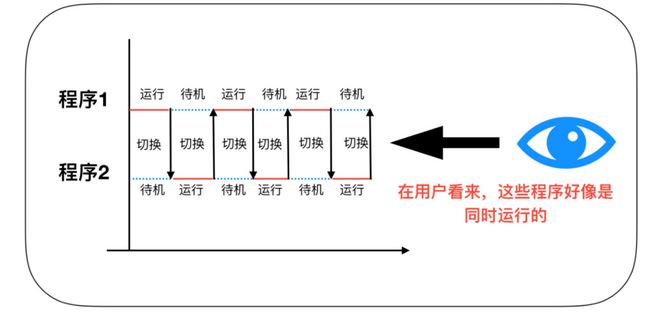 程序1
运行 待机 运行 待机 运行 待机
切换 切换 切换 切换 切换 切换
程序2
待机 运行 待机 运行 待机 运行
在用户看来，这些程序好像是
同时运行的